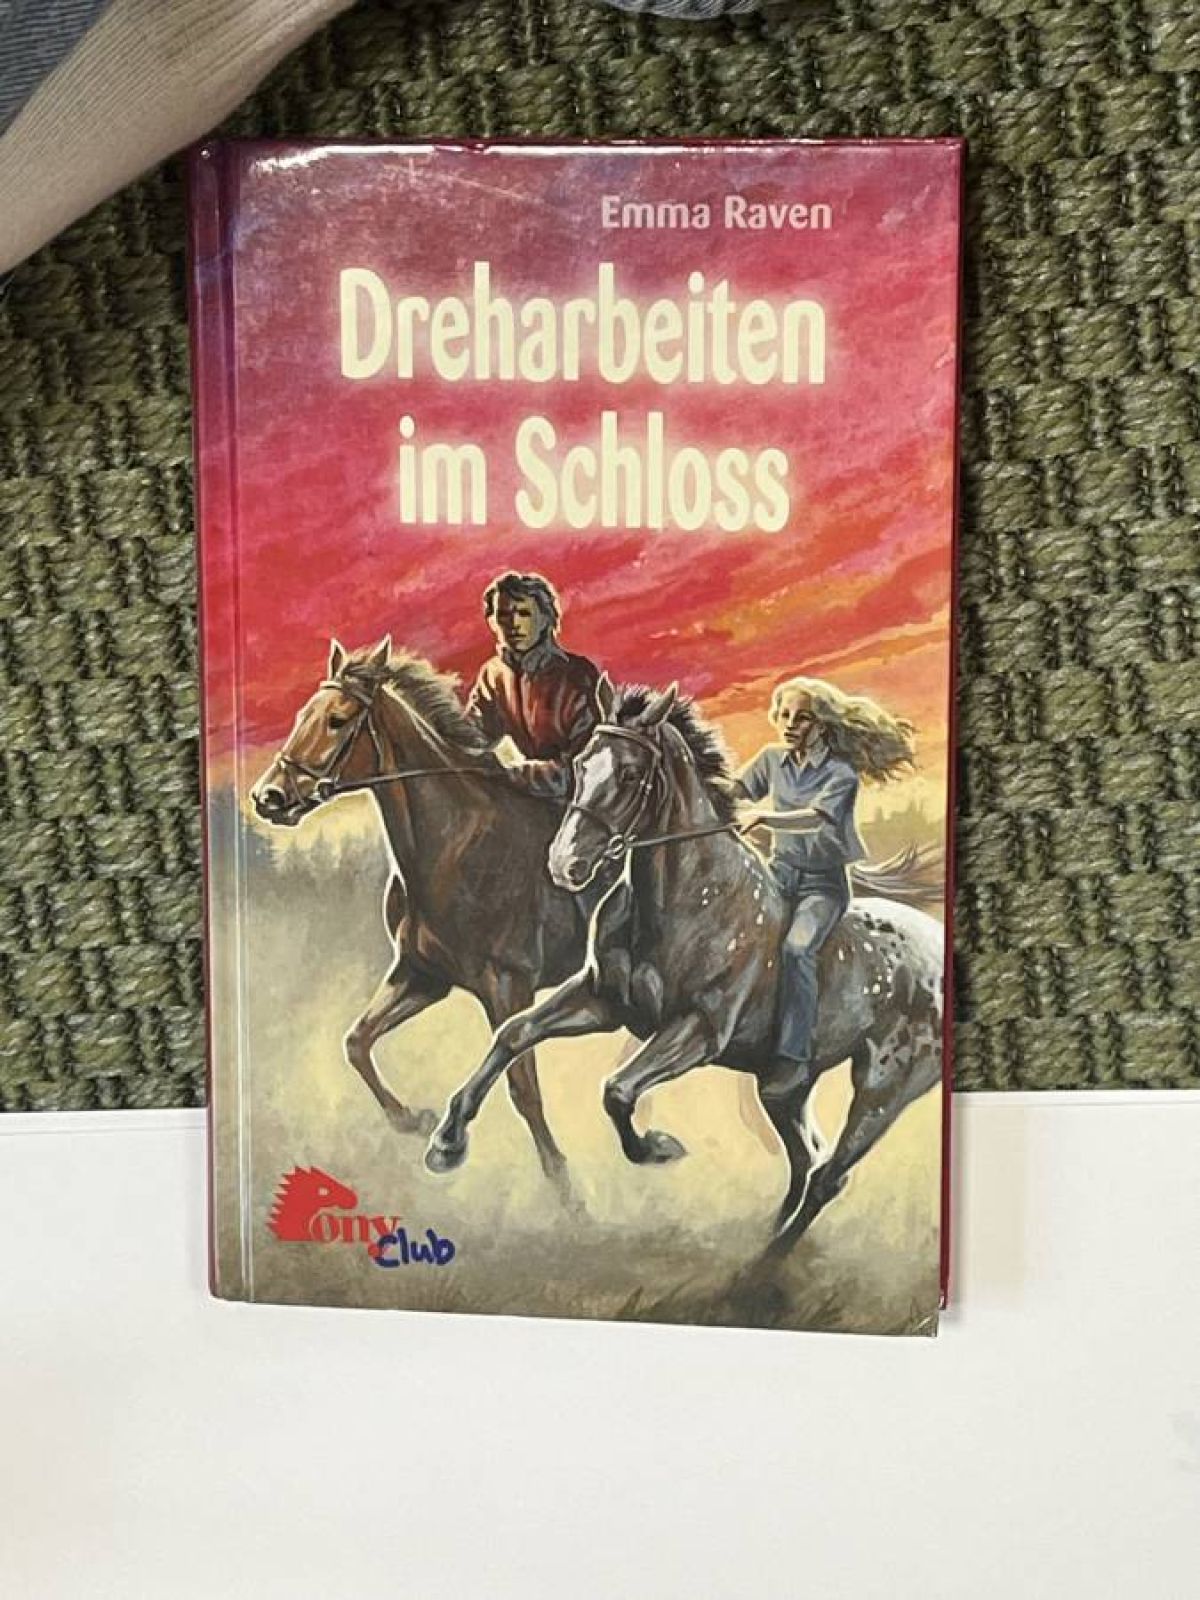 Emma Raven
Dreharbeiten
im Schloss
Pony
club